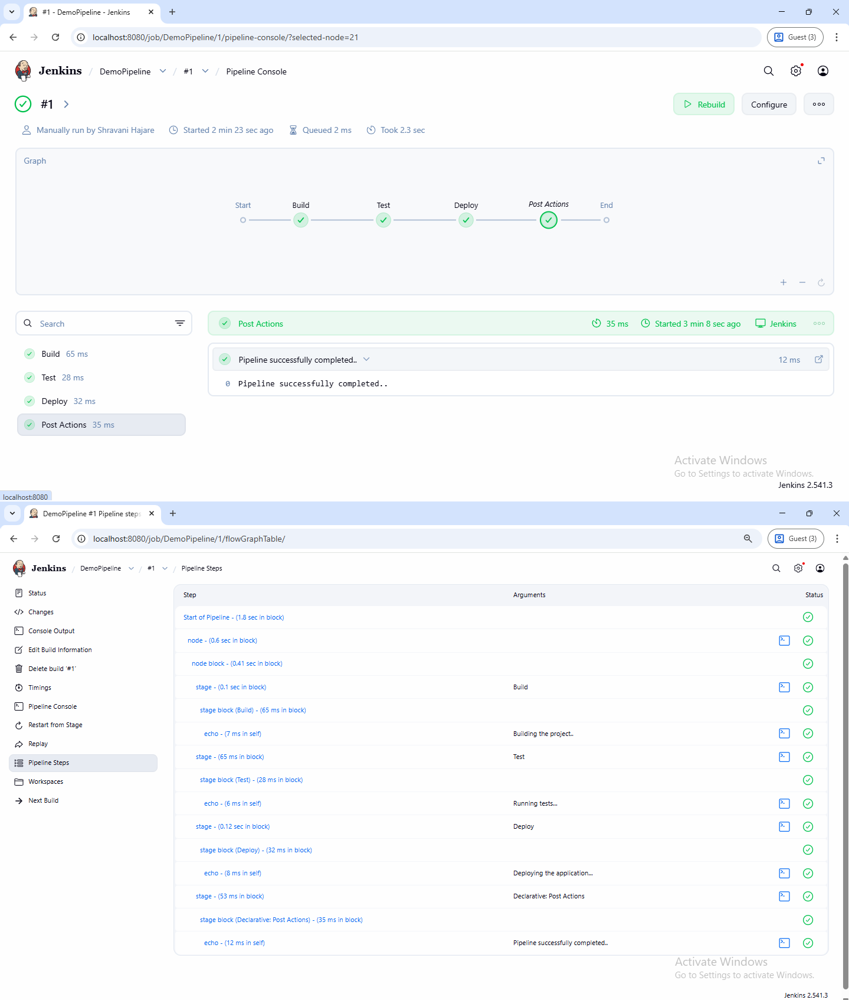 #1 - DemoPipeline - Jenkins
localhost:8080/job/DemoPipeline/1/pipeline-console/?selected-node=21
Guest (3)
Jenkins / DemoPipeline / #1 / Pipeline Console
#1
Rebuild
Configure
Manually run by Shravani Hajare
Started 2 min 23 sec ago
Queued 2 ms
Took 2.3 sec
Graph
Start
Build
Test
Deploy
Post Actions
End
Search
Build 65 ms
Test 28 ms
Deploy 32 ms
Post Actions 35 ms
Post Actions
35 ms
Started 3 min 8 sec ago
Jenkins
Pipeline successfully completed..
12 ms
0 Pipeline successfully completed..
Activate Windows
Go to Settings to activate Windows.
Jenkins 2.541.3
localhost:8080
DemoPipeline #1 Pipeline steps
localhost:8080/job/DemoPipeline/1/flowGraphTable/
Guest (3)
Jenkins / DemoPipeline / #1 / Pipeline Steps
Status
Changes
Console Output
Edit Build Information
Delete build ‘#1’
Timings
Pipeline Console
Restart from Stage
Replay
Pipeline Steps
Workspaces
Next Build
Step Arguments Status
Start of Pipeline - (1.8 sec in block)
node - (0.6 sec in block)
node block - (0.41 sec in block)
stage - (0.1 sec in block) Build
stage block (Build) - (65 ms in block)
echo - (7 ms in self) Building the project..
stage - (65 ms in block) Test
stage block (Test) - (28 ms in block)
echo - (6 ms in self) Running tests...
stage - (0.12 sec in block) Deploy
stage block (Deploy) - (32 ms in block)
echo - (8 ms in self) Deploying the application...
stage - (53 ms in block) Declarative: Post Actions
stage block (Declarative: Post Actions) - (35 ms in block)
echo - (12 ms in self) Pipeline successfully completed..
Activate Windows
Go to Settings to activate Windows.
Jenkins 2.541.3